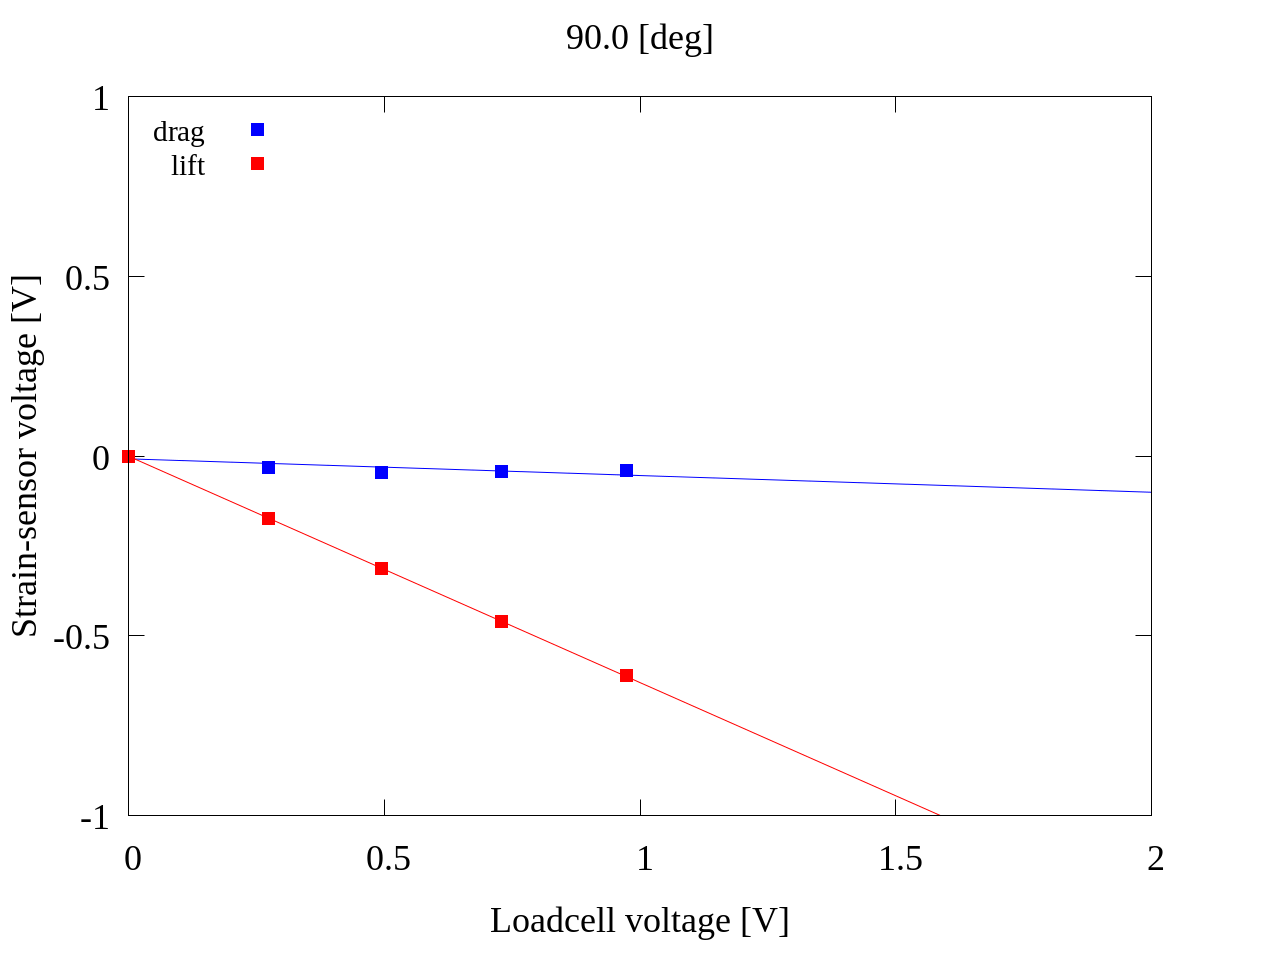 90.0 [deg]
drag
lift
1
0.5
0
-0.5
-1
Strain-sensor voltage [V]
0 0.5 1 1.5 2
Loadcell voltage [V]